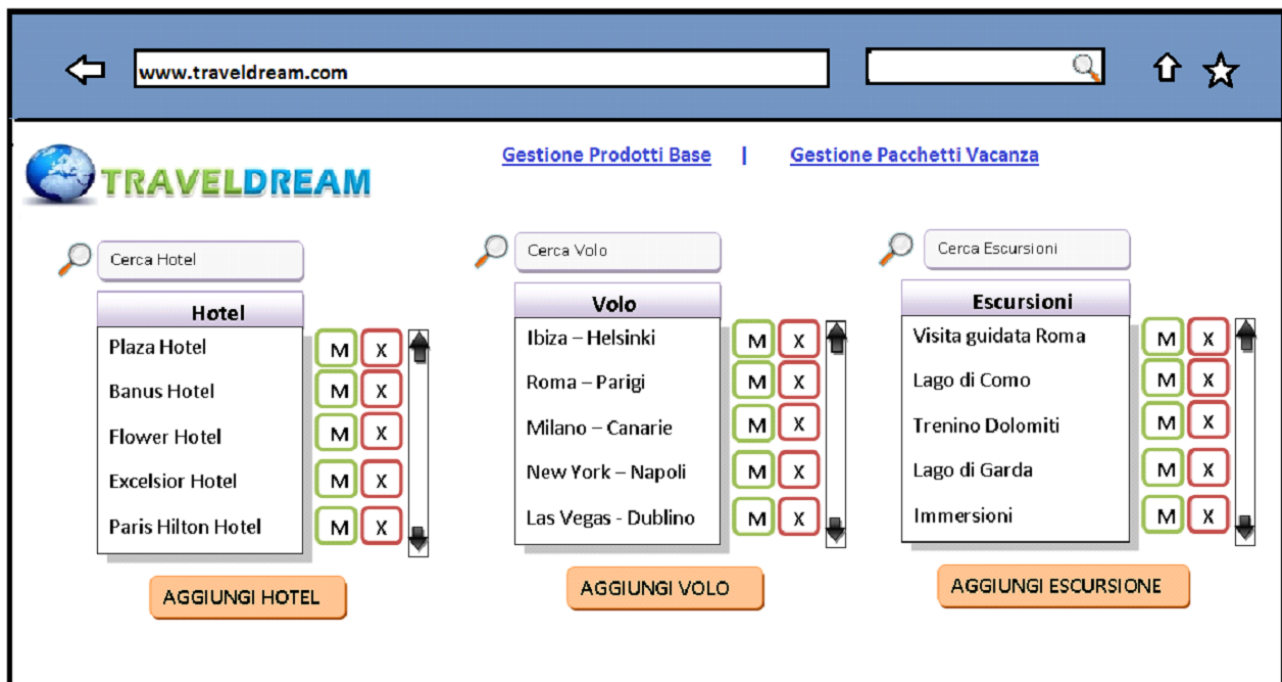 www.traveldream.com
TRAVELDREAM
Gestione Prodotti Base | Gestione Pacchetti Vacanza
Cerca Hotel
Hotel
Plaza Hotel M X
Banus Hotel M X
Flower Hotel M X
Excelsior Hotel M X
Paris Hilton Hotel M X
AGGIUNGI HOTEL
Cerca Volo
Volo
Ibiza – Helsinki M X
Roma – Parigi M X
Milano – Canarie M X
New York – Napoli M X
Las Vegas - Dublino M X
AGGIUNGI VOLO
Cerca Escursioni
Escursioni
Visita guidata Roma M X
Lago di Como M X
Trenino Dolomiti M X
Lago di Garda M X
Immersioni M X
AGGIUNGI ESCURSIONE